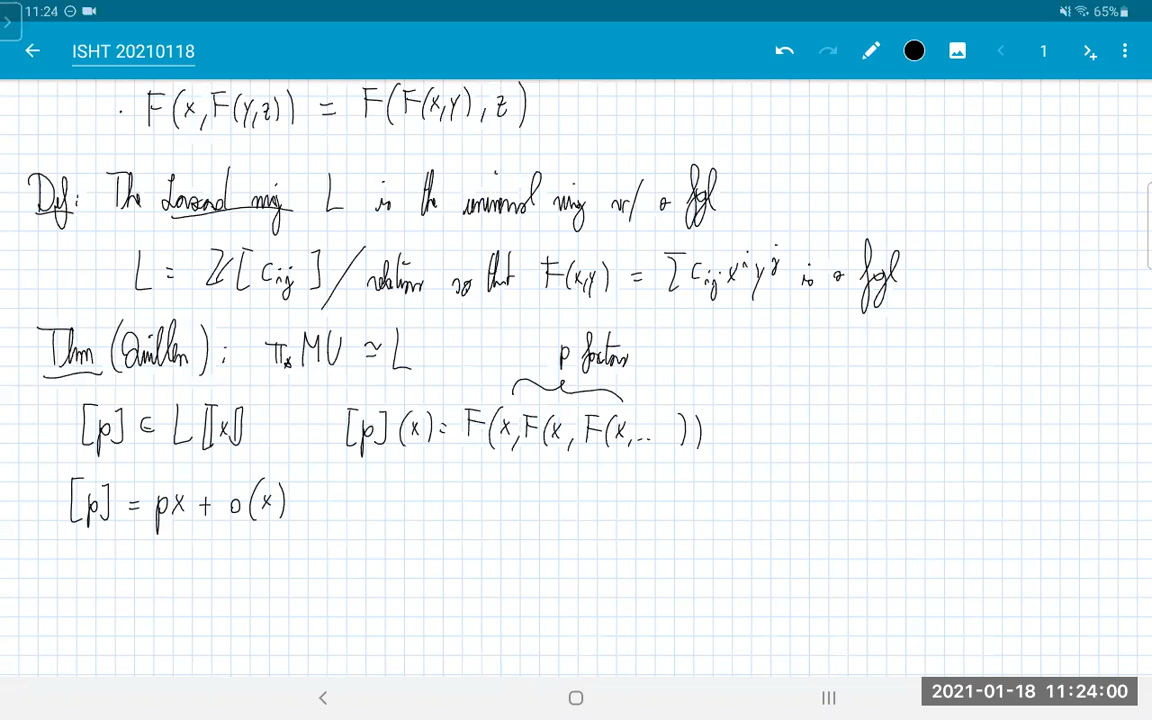 11:24 65%
ISHT 20210118 1
· F(x, F(y,z)) = F(F(x,y), z)
Def: The Lazard ring L is the universal ring w/ a fgl
L = ℤ[c_ij] / relations so that F(x,y) = Σ c_ij x^i y^j is a fgl
Thm (Quillen): π_* MU ≃ L
p factors
[p] ∈ L[[x]] [p](x) = F(x, F(x, F(x, ... )))
[p] = px + o(x)
2021-01-18 11:24:00